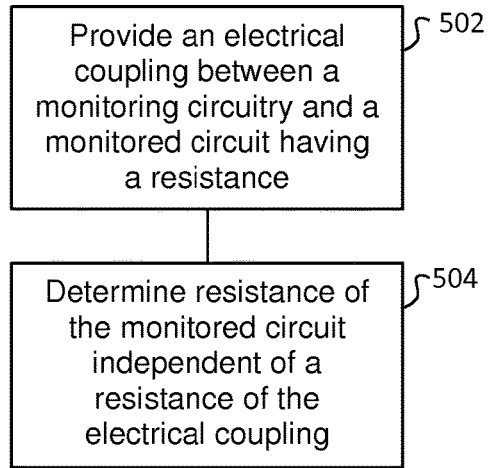 Provide an electrical
coupling between a
monitoring circuitry and a
monitored circuit having
a resistance
502
Determine resistance of
the monitored circuit
independent of a
resistance of the
electrical coupling
504